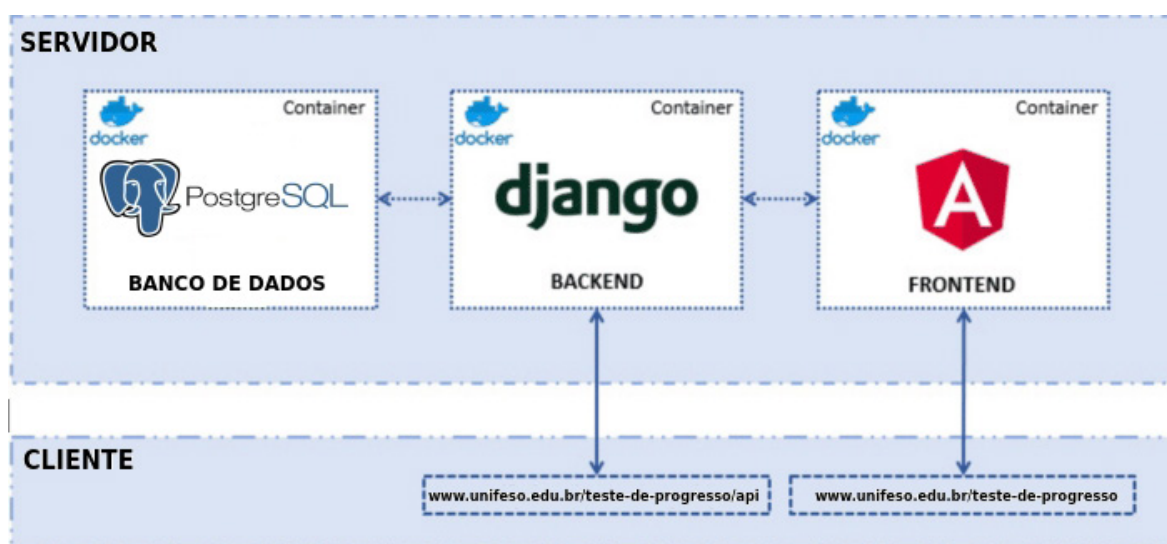 SERVIDOR
docker
Container
PostgreSQL
BANCO DE DADOS
docker
Container
django
BACKEND
docker
Container
A
FRONTEND
CLIENTE
www.unifeso.edu.br/teste-de-progresso/api
www.unifeso.edu.br/teste-de-progresso